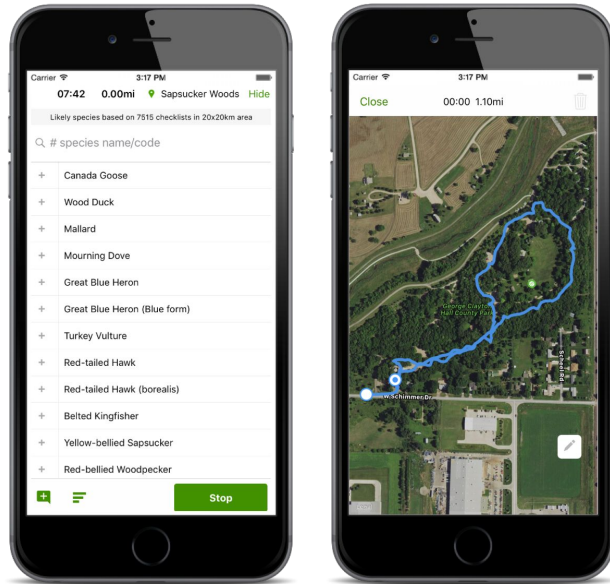 Carrier 3:17 PM
07:42 0.00mi Sapsucker Woods Hide
Likely species based on 7515 checklists in 20x20km area
# species name/code
+ Canada Goose
+ Wood Duck
+ Mallard
+ Mourning Dove
+ Great Blue Heron
+ Great Blue Heron (Blue form)
+ Turkey Vulture
+ Red-tailed Hawk
+ Red-tailed Hawk (borealis)
+ Belted Kingfisher
+ Yellow-bellied Sapsucker
+ Red-bellied Woodpecker
Stop
Carrier 3:17 PM
Close 00:00 1.10mi
George Clayton
Hall County Park
School Rd
W Schimmer Dr